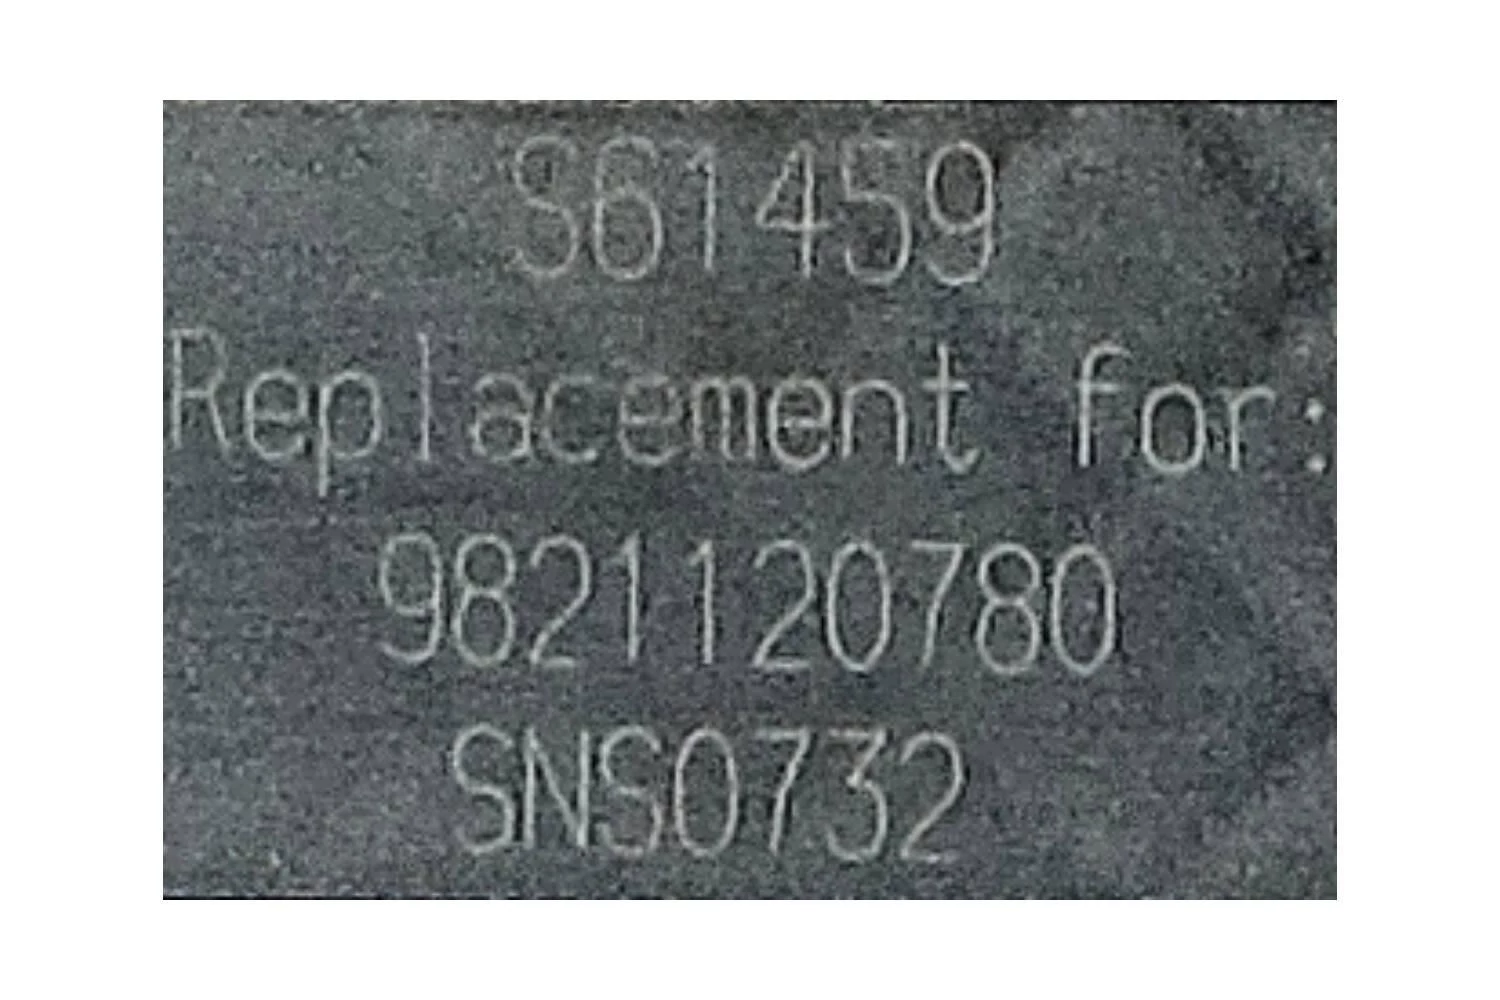 S61459
Replacement for:
9821120780
SNS0732